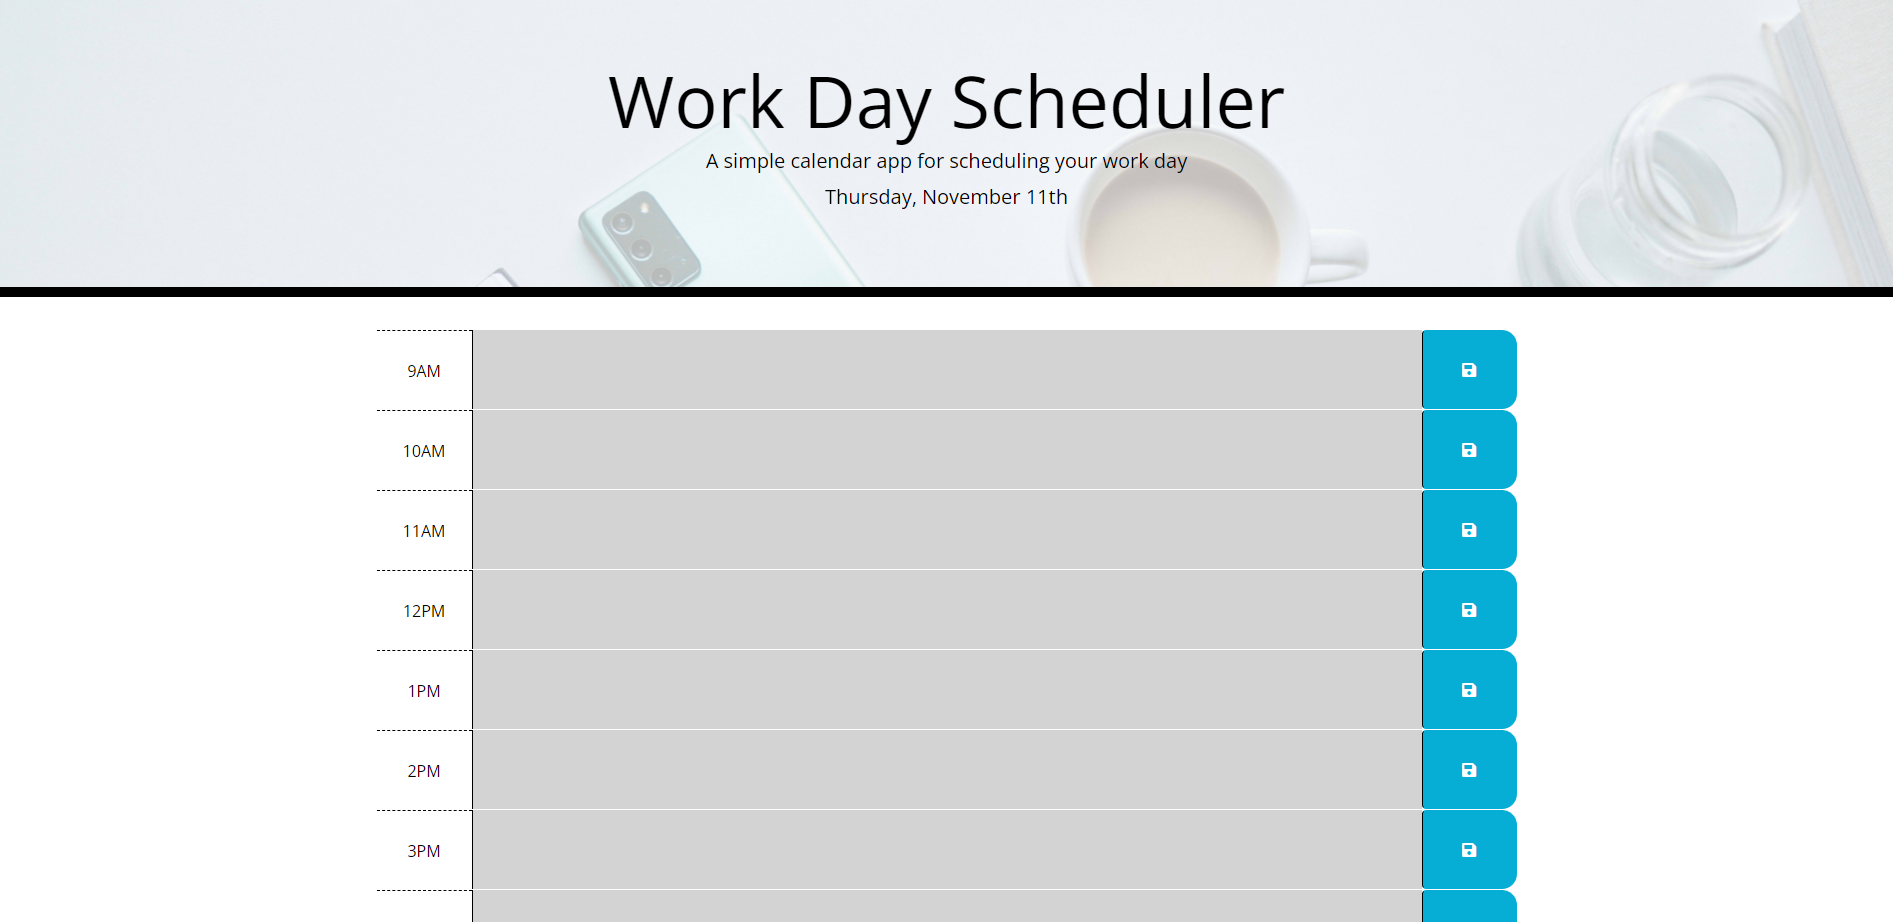 Work Day Scheduler
A simple calendar app for scheduling your work day
Thursday, November 11th
9AM
10AM
11AM
12PM
1PM
2PM
3PM